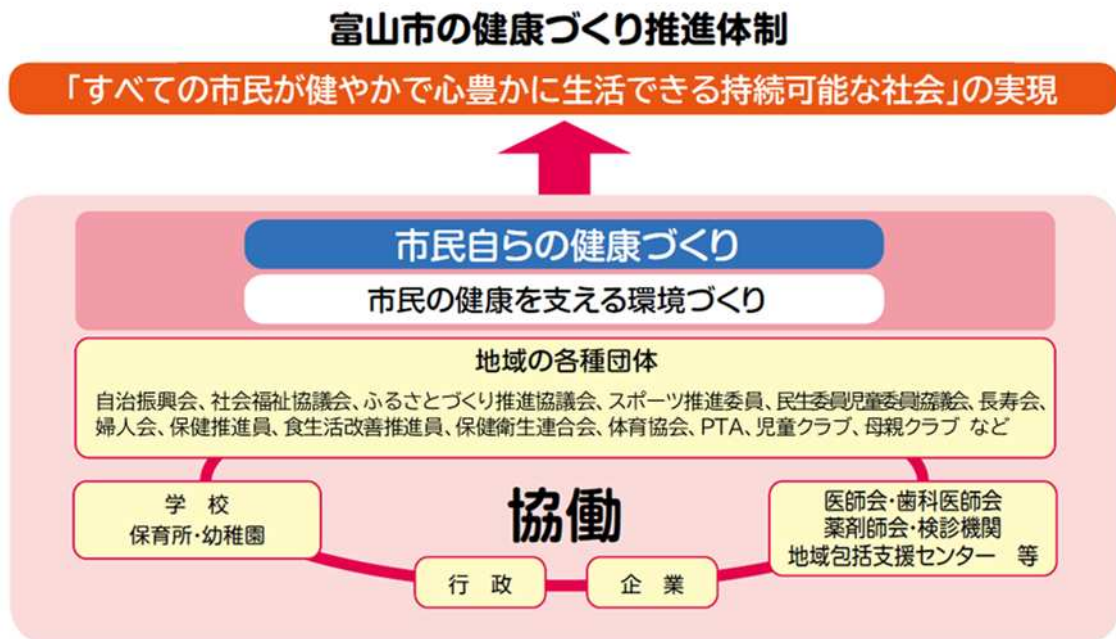 富山市の健康づくり推進体制
「すべての市民が健やかで心豊かに生活できる持続可能な社会」の実現
市民自らの健康づくり
市民の健康を支える環境づくり
地域の各種団体
自治振興会、社会福祉協議会、ふるさとづくり推進協議会、スポーツ推進委員、民生委員児童委員協議会、長寿会、
婦人会、保健推進員、食生活改善推進員、保健衛生連合会、体育協会、PTA、児童クラブ、母親クラブ など
学 校
保育所・幼稚園
協働
医師会・歯科医師会
薬剤師会・検診機関
地域包括支援センター 等
行 政
企 業